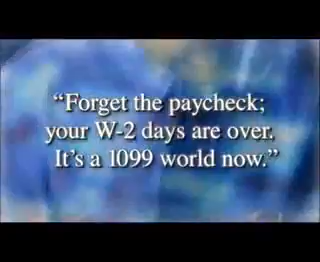 “Forget the paycheck;
your W-2 days are over.
It’s a 1099 world now.”